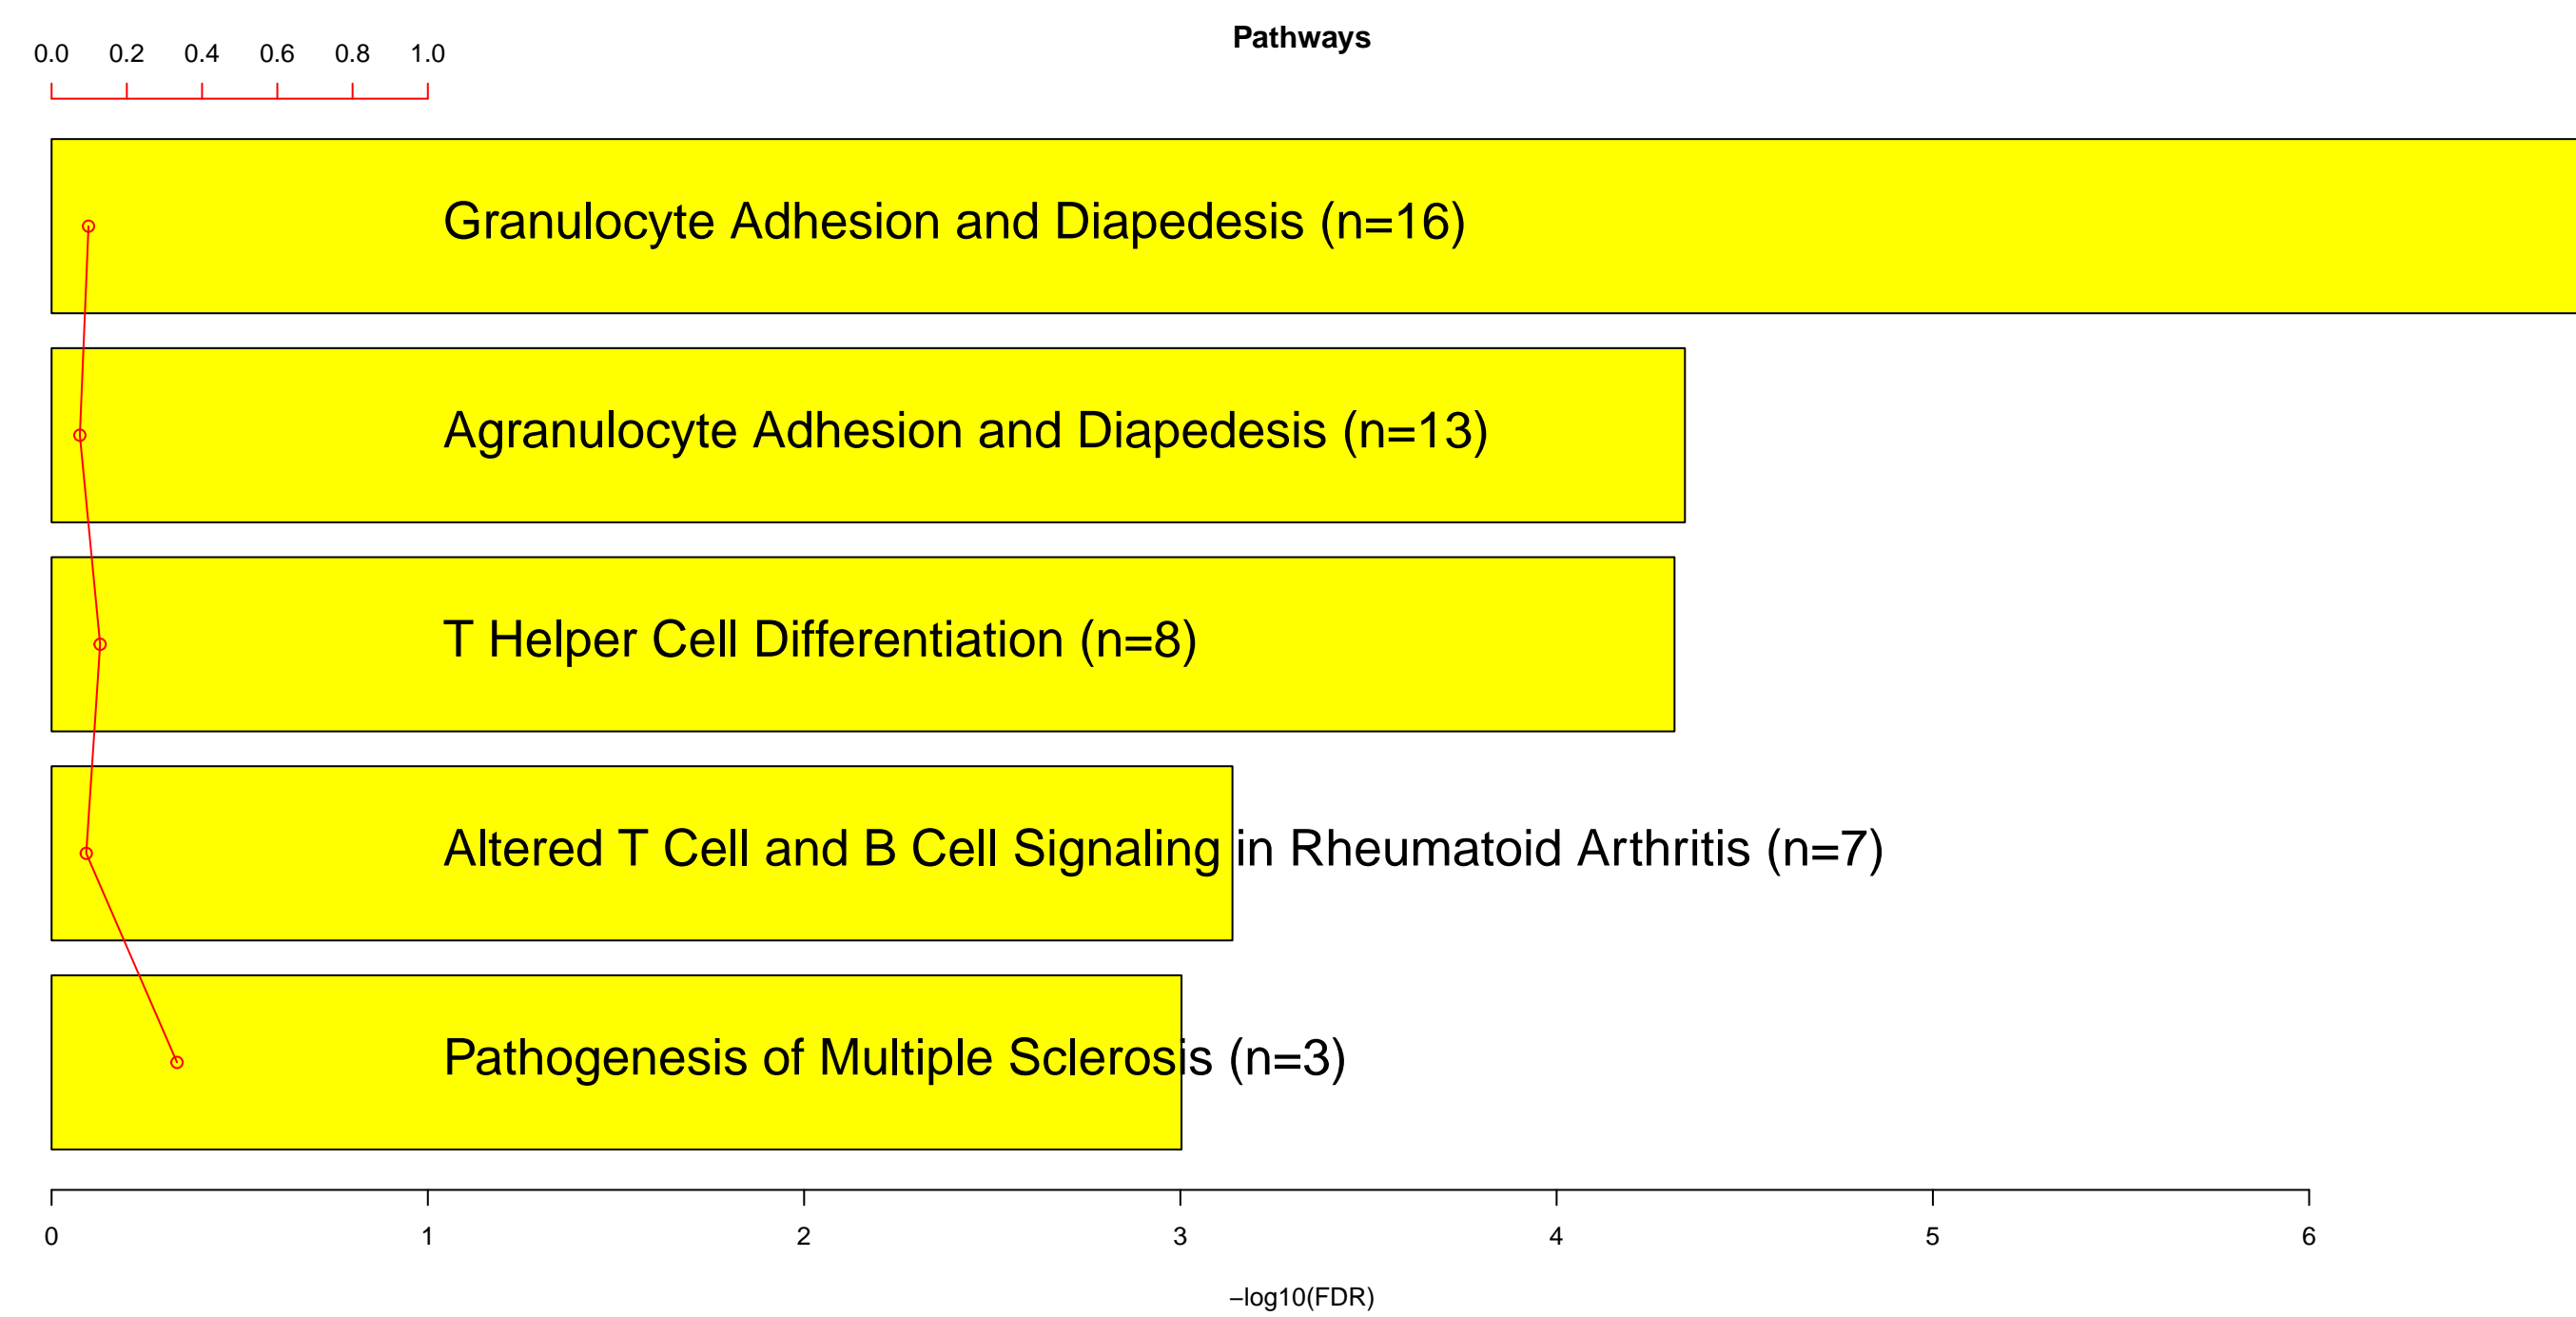 Pathways
0.0 0.2 0.4 0.6 0.8 1.0
Granulocyte Adhesion and Diapedesis (n=16)
Agranulocyte Adhesion and Diapedesis (n=13)
T Helper Cell Differentiation (n=8)
Altered T Cell and B Cell Signaling in Rheumatoid Arthritis (n=7)
Pathogenesis of Multiple Sclerosis (n=3)
0 1 2 3 4 5 6
−log10(FDR)